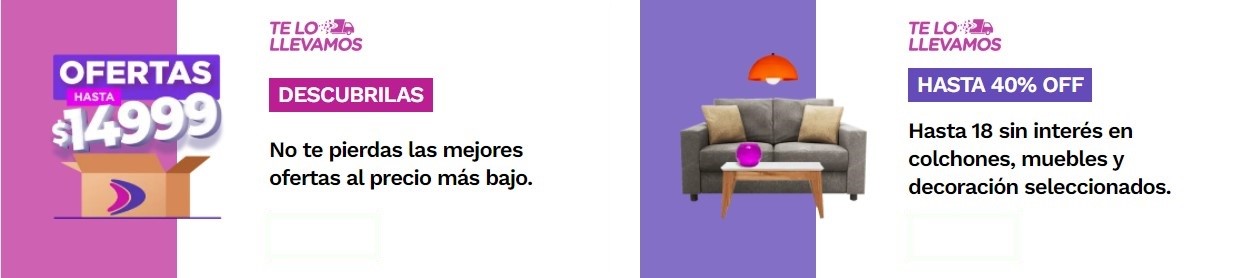 OFERTAS
HASTA
$14999
TE LO
LLEVAMOS
DESCUBRILAS
No te pierdas las mejores
ofertas al precio más bajo.
TE LO
LLEVAMOS
HASTA 40% OFF
Hasta 18 sin interés en
colchones, muebles y
decoración seleccionados.